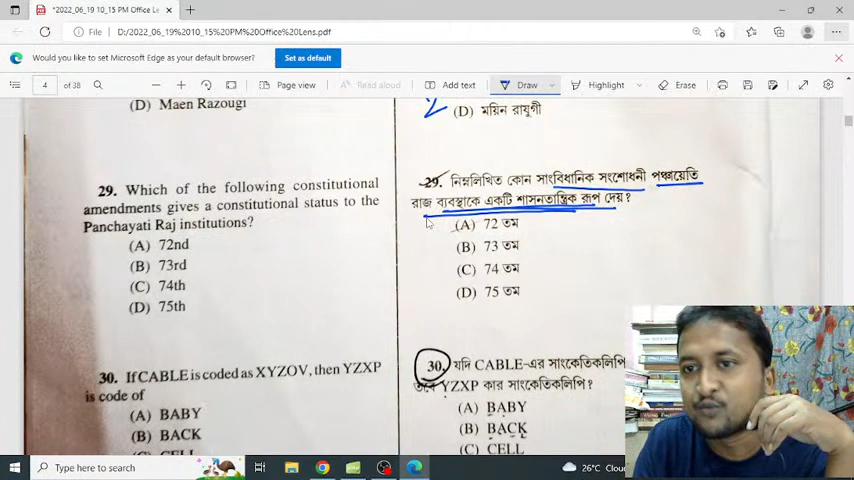 *2022_06_19 10_15 PM Office Le
File
D:/2022_06_19%2010_15%20PM%20Office%20Lens.pdf
Would you like to set Microsoft Edge as your default browser?
Set as default
4 of 38
Page view
Read aloud
Add text
Draw
Highlight
Erase
(D) Maen Razougi
29. Which of the following constitutional
amendments gives a constitutional status to the
Panchayati Raj institutions?
(A) 72nd
(B) 73rd
(C) 74th
(D) 75th
30. If CABLE is coded as XYZOV, then YZXP
is code of
(A) BABY
(B) BACK
(D) ময়িন রাযুগী
29. নিম্নলিখিত কোন সাংবিধানিক সংশোধনী পঞ্চায়েতি
রাজ ব্যবস্থাকে একটি শাসনতান্ত্রিক রূপ দেয়?
(A) 72 তম
(B) 73 তম
(C) 74 তম
(D) 75 তম
30. যদি CABLE-এর সাংকেতিকলিপি
তবে YZXP কার সাংকেতিকলিপি?
(A) BABY
(B) BACK
(C) CELL
Type here to search
26°C Clou